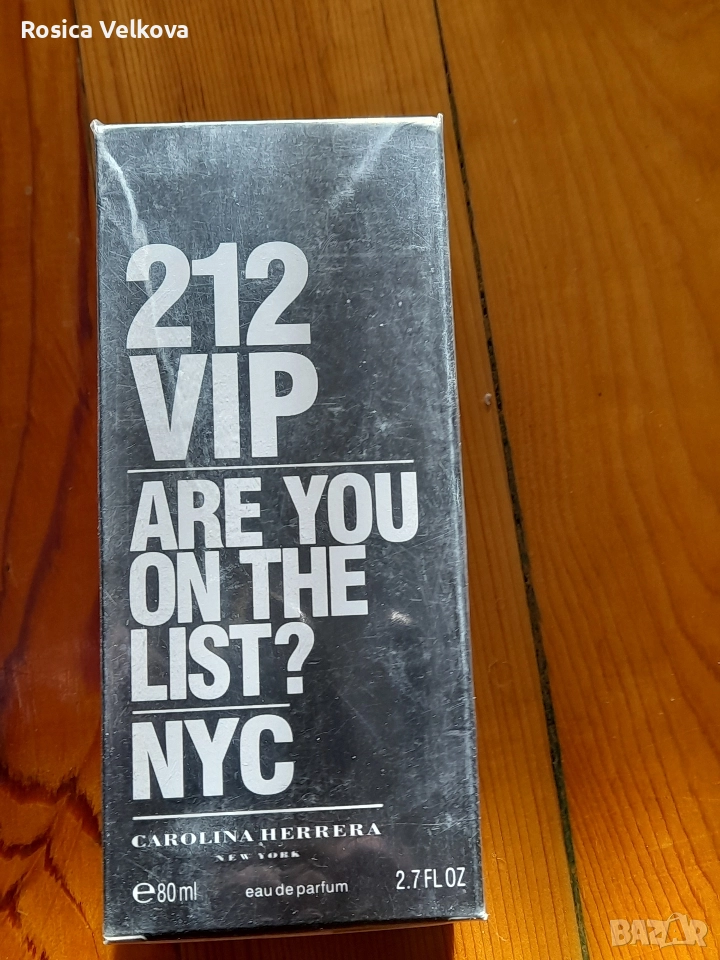 Rosica Velkova
212
VIP
ARE YOU
ON THE
LIST?
NYC
CAROLINA HERRERA
NEW YORK
℮80ml eau de parfum 2.7 FL OZ
BAZAR